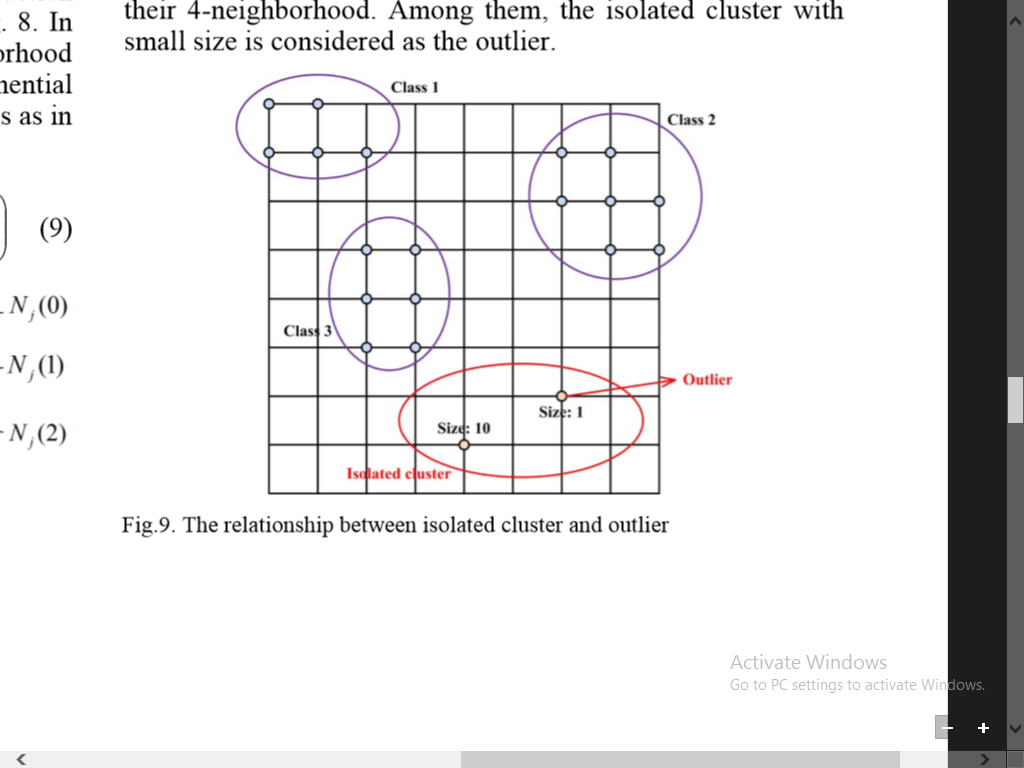 . 8. In
orhood
nential
s as in
(9)
N j (0)
- N j (1)
- N j (2)
their 4-neighborhood. Among them, the isolated cluster with
small size is considered as the outlier.
Class 1
Class 2
Class 3
Outlier
Size: 1
Size: 10
Isolated cluster
Fig.9. The relationship between isolated cluster and outlier
Activate Windows
Go to PC settings to activate Windows.